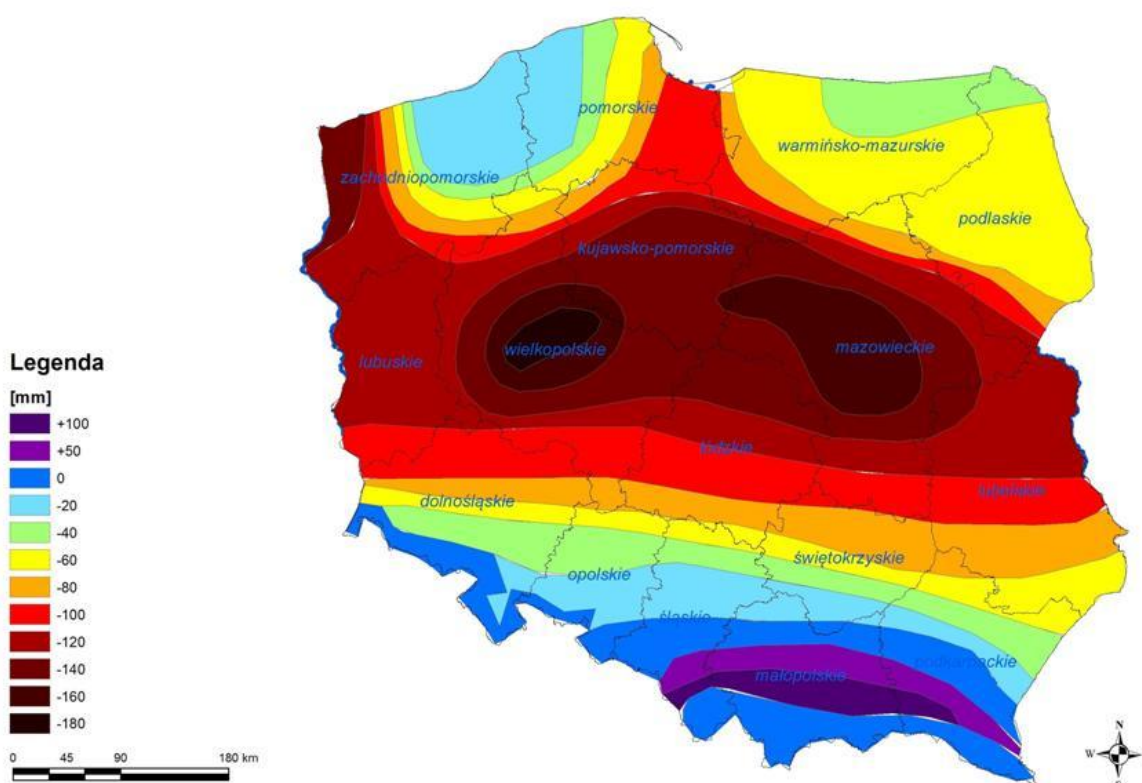 pomorskie
warmińsko-mazurskie
zachodniopomorskie
podlaskie
kujawsko-pomorskie
wielkopolskie
mazowieckie
lubuskie
łódzkie
lubelskie
dolnośląskie
świętokrzyskie
opolskie
śląskie
podkarpackie
małopolskie
Legenda
[mm]
+100
+50
0
-20
-40
-60
-80
-100
-120
-140
-160
-180
0 45 90 180 km
N
W E